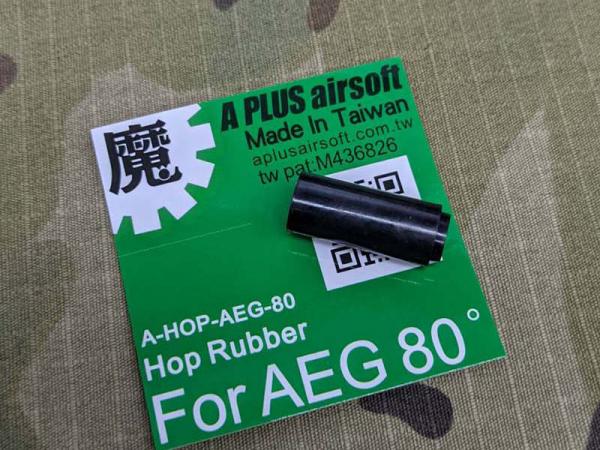 魔
A PLUS airsoft
Made In Taiwan
aplusairsoft.com.tw
tw pat:M436826
A-HOP-AEG-80
Hop Rubber
For AEG 80°